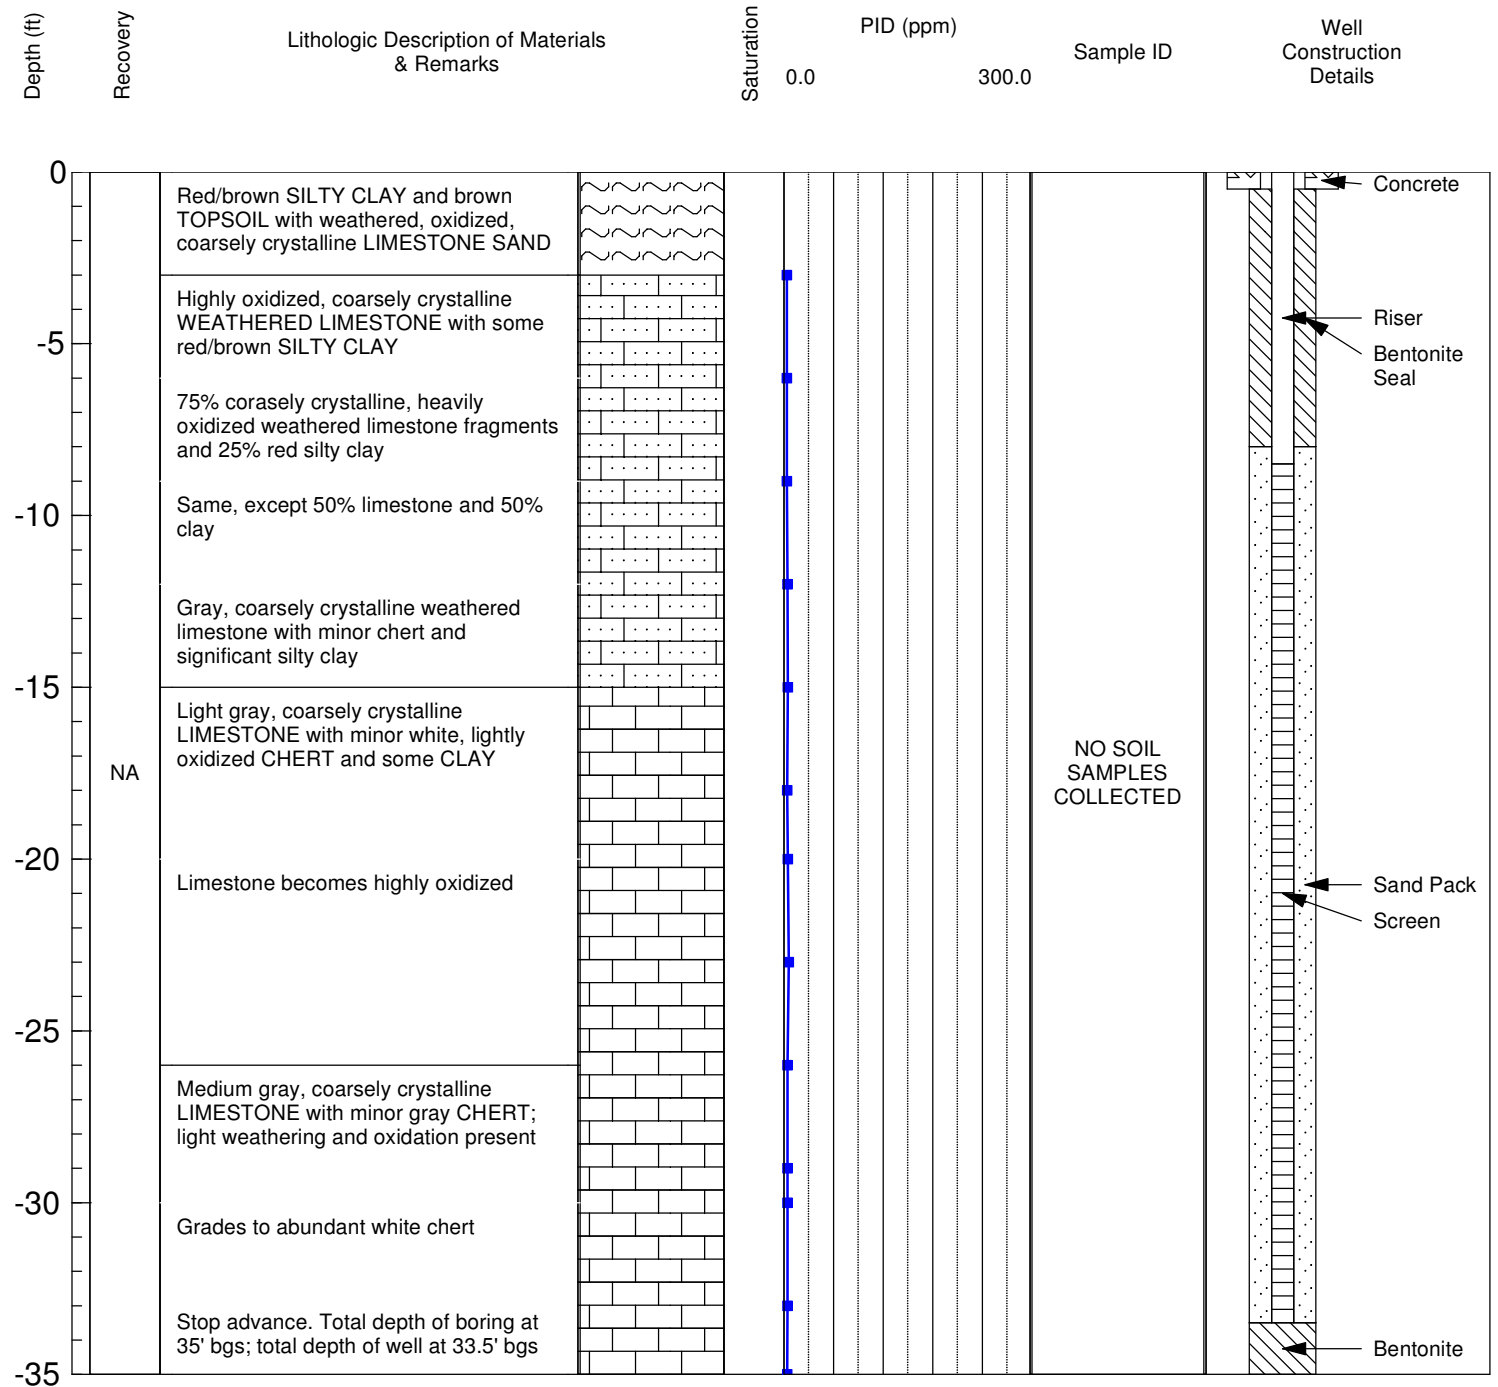 Depth (ft)
Recovery
Lithologic Description of Materials
& Remarks
Saturation
PID (ppm)
0.0
300.0
Sample ID
Well
Construction
Details
0
Red/brown SILTY CLAY and brown
TOPSOIL with weathered, oxidized,
coarsely crystalline LIMESTONE SAND
Concrete
Highly oxidized, coarsely crystalline
WEATHERED LIMESTONE with some
red/brown SILTY CLAY
Riser
-5
Bentonite
Seal
75% corasely crystalline, heavily
oxidized weathered limestone fragments
and 25% red silty clay
Same, except 50% limestone and 50%
clay
-10
Gray, coarsely crystalline weathered
limestone with minor chert and
significant silty clay
-15
Light gray, coarsely crystalline
LIMESTONE with minor white, lightly
oxidized CHERT and some CLAY
NA
NO SOIL
SAMPLES
COLLECTED
-20
Limestone becomes highly oxidized
Sand Pack
Screen
-25
Medium gray, coarsely crystalline
LIMESTONE with minor gray CHERT;
light weathering and oxidation present
-30
Grades to abundant white chert
Stop advance. Total depth of boring at
35' bgs; total depth of well at 33.5' bgs
Bentonite
-35